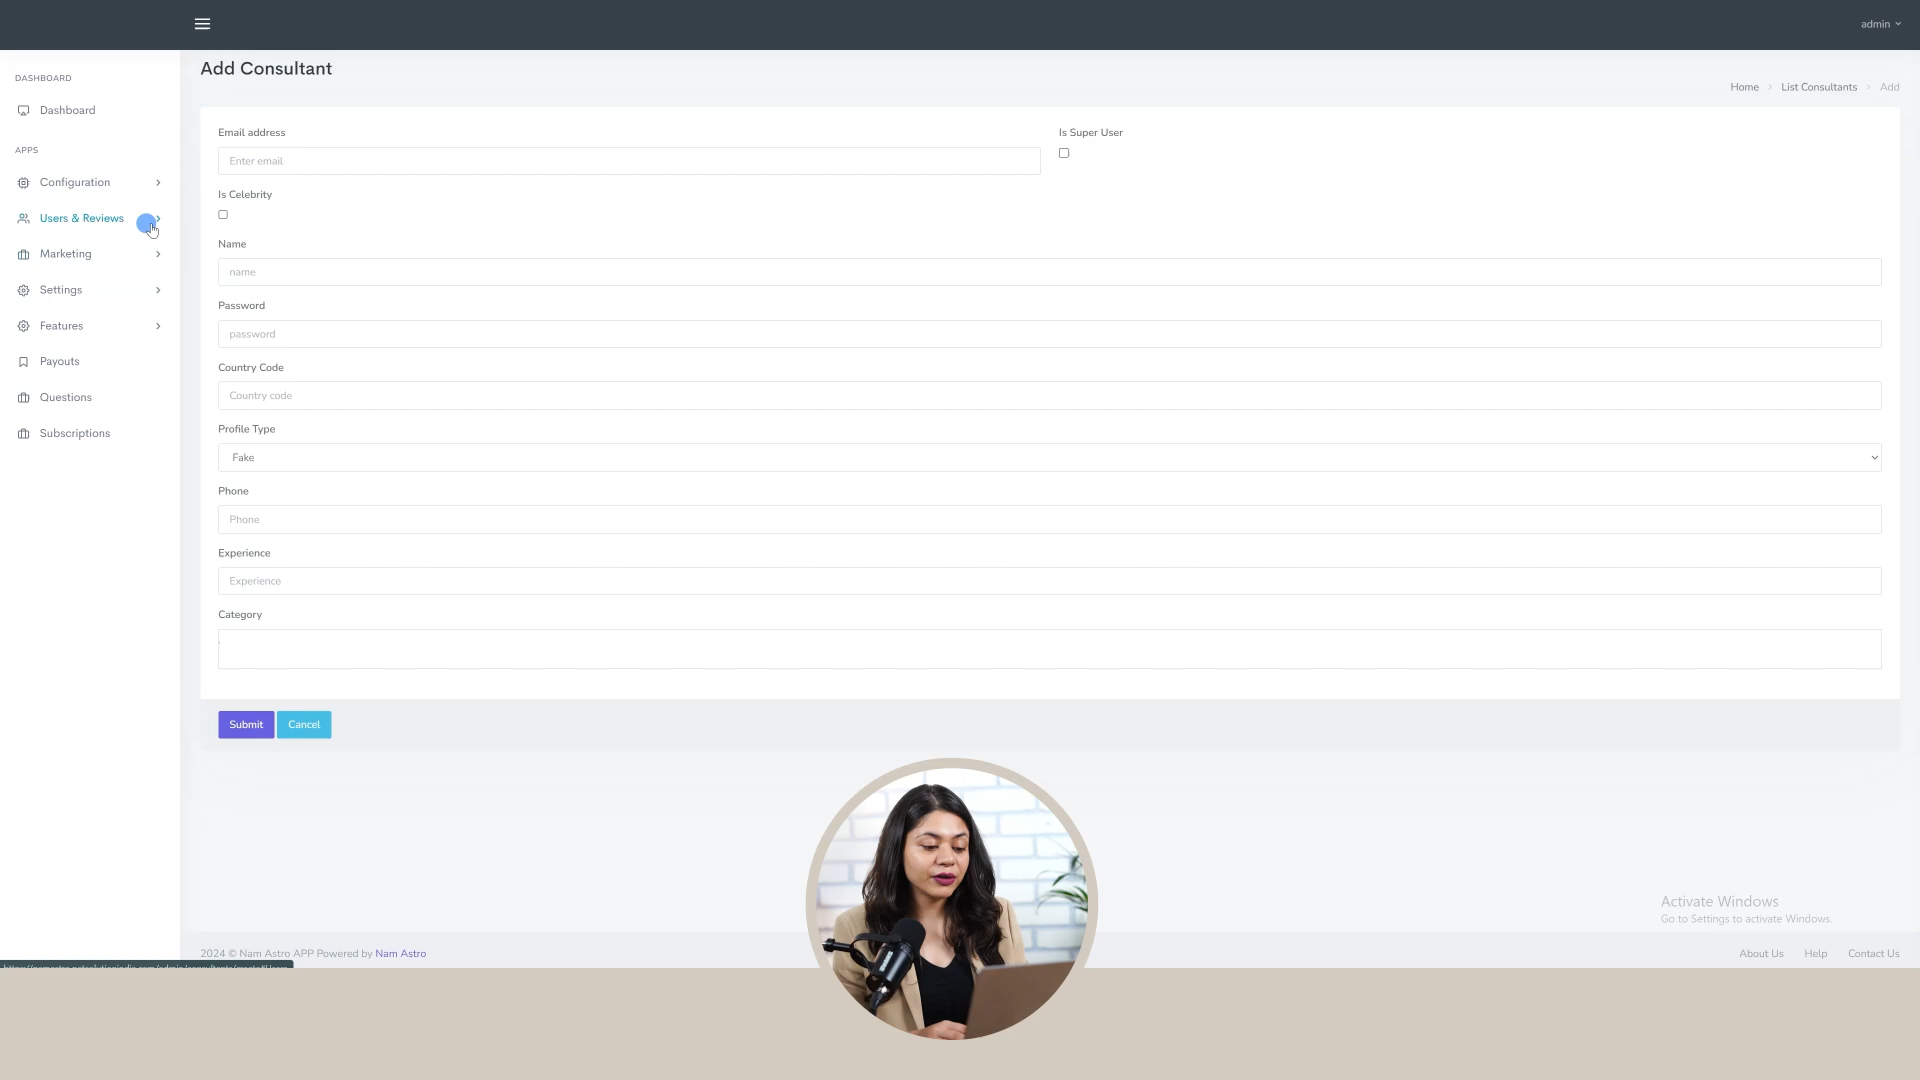 admin
DASHBOARD
Dashboard
APPS
Configuration
Users & Reviews
Marketing
Settings
Features
Payouts
Questions
Subscriptions
Add Consultant
Home > List Consultants > Add
Email address
Enter email
Is Super User
Is Celebrity
Name
name
Password
password
Country Code
Country code
Profile Type
Fake
Phone
Phone
Experience
Experience
Category
Submit
Cancel
Activate Windows
Go to Settings to activate Windows.
2024 © Nam Astro APP Powered by Nam Astro
About Us
Help
Contact Us